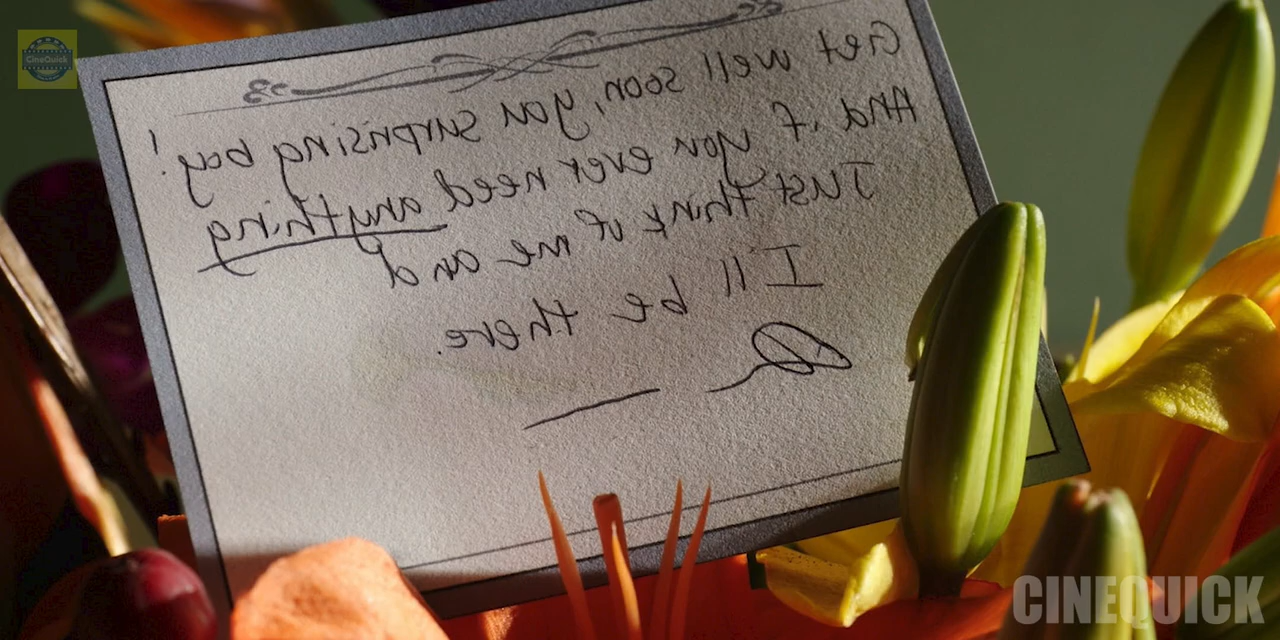 CineQuick
Get well soon, you surprising boy!
And if you ever need anything
Just think of me and
I'll be there.
CINEQUICK